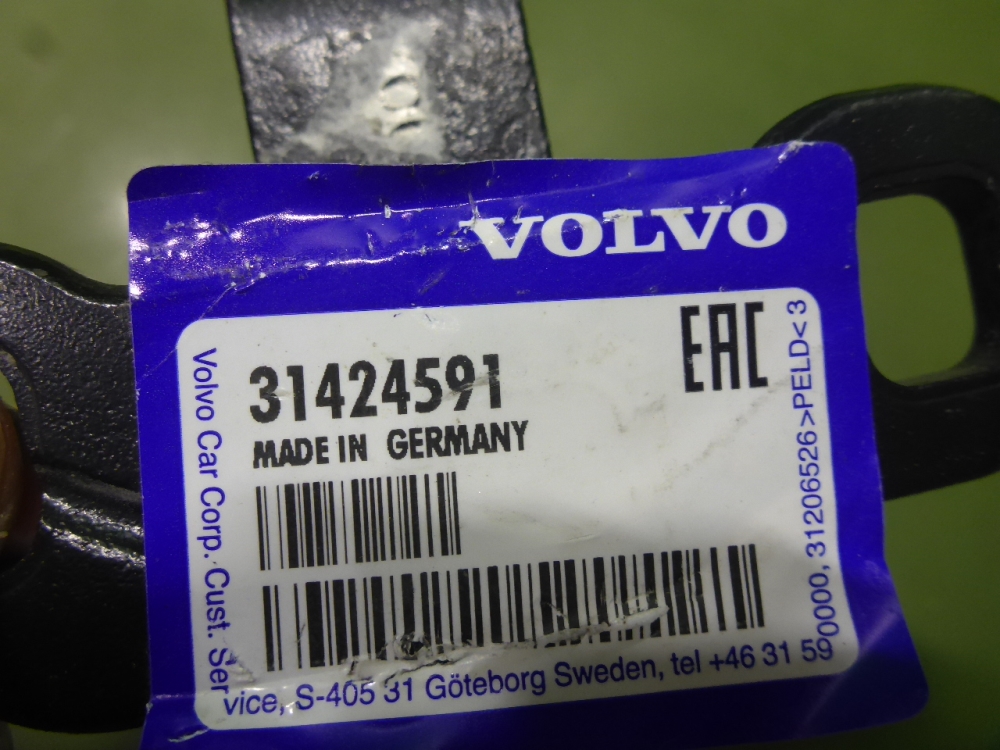 VOLVO
EAC
31424591
MADE IN GERMANY
Volvo Car Corp. Cust. Service, S-405 31 Göteborg Sweden, tel +46 31 590000, 31206526 >PELD< 3